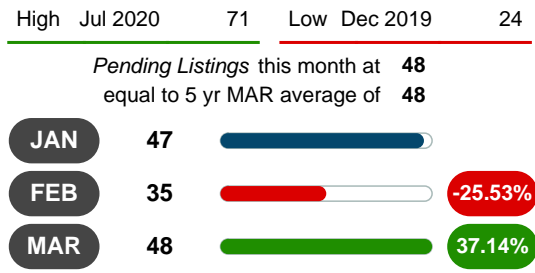 High Jul 2020 71 Low Dec 2019 24
Pending Listings this month at 48
equal to 5 yr MAR average of 48
JAN 47
FEB 35 -25.53%
MAR 48 37.14%